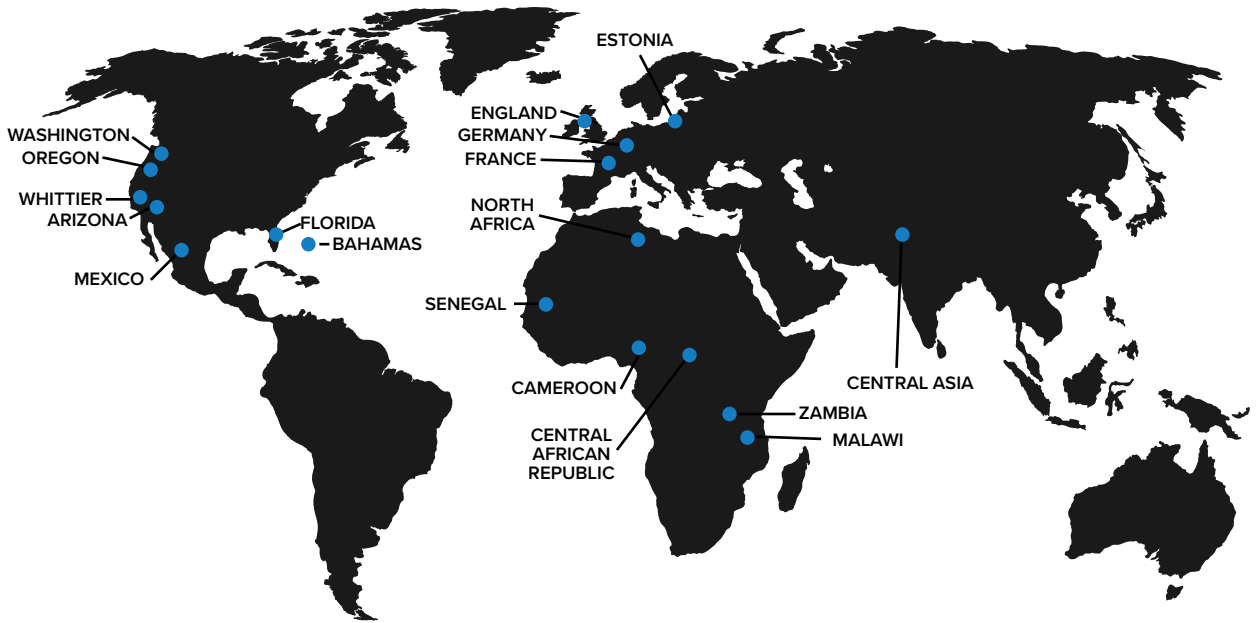 ESTONIA
ENGLAND
GERMANY
FRANCE
WASHINGTON
OREGON
WHITTIER
ARIZONA
FLORIDA
BAHAMAS
MEXICO
NORTH
AFRICA
SENEGAL
CAMEROON
CENTRAL
AFRICAN
REPUBLIC
CENTRAL ASIA
ZAMBIA
MALAWI